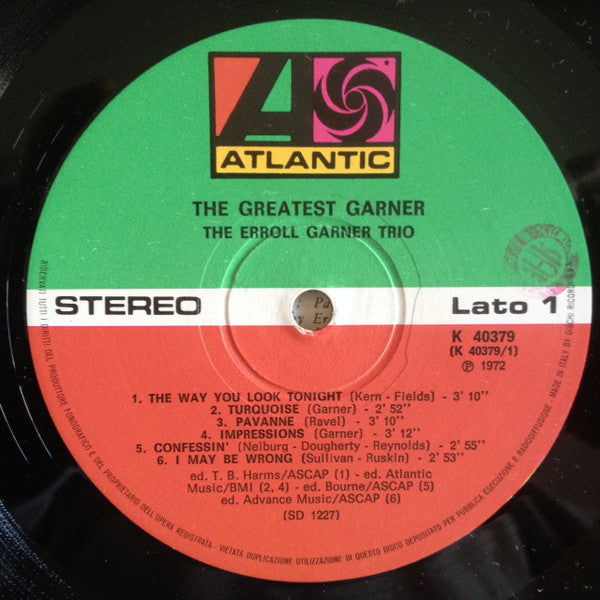 ATLANTIC
THE GREATEST GARNER
THE ERROLL GARNER TRIO
STEREO
Lato 1
K 40379
(K 40379/1)
Ⓟ 1972
1. THE WAY YOU LOOK TONIGHT (Kern - Fields) - 3' 10"
2. TURQUOISE (Garner) - 2' 52"
3. PAVANNE (Ravel) - 3' 10"
4. IMPRESSIONS (Garner) - 3' 12"
5. CONFESSIN' (Neiburg - Dougherty - Reynolds) - 2' 55"
6. I MAY BE WRONG (Sullivan - Ruskin) - 2' 53"
ed. T. B. Harms/ASCAP (1) - ed. Atlantic
Music/BMI (2, 4) - ed. Bourne/ASCAP (5)
ed. Advance Music/ASCAP (6)
(SD 1227)
RISERVATI TUTTI I DIRITTI DEL PRODUTTORE FONOGRAFICO E DEL PROPRIETARIO DELL'OPERA REGISTRATA - VIETATA DUPLICAZIONE UTILIZZAZIONE DI QUESTO DISCO DEPOSITATO PER PUBBLICA ESECUZIONE E RADIODIFFUSIONE - MADE IN ITALY BY DISCHI RICORDI
Pa
Er